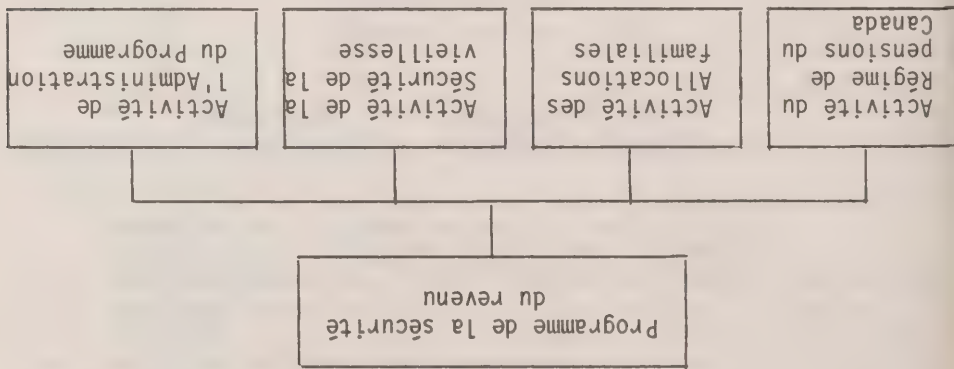 Programme de la sécurité
du revenu
Activité du
Régime de
pensions du
Canada
Activité des
Allocations
familiales
Activité de la
Sécurité de la
vieillesse
Activité de
l'Administration
du Programme